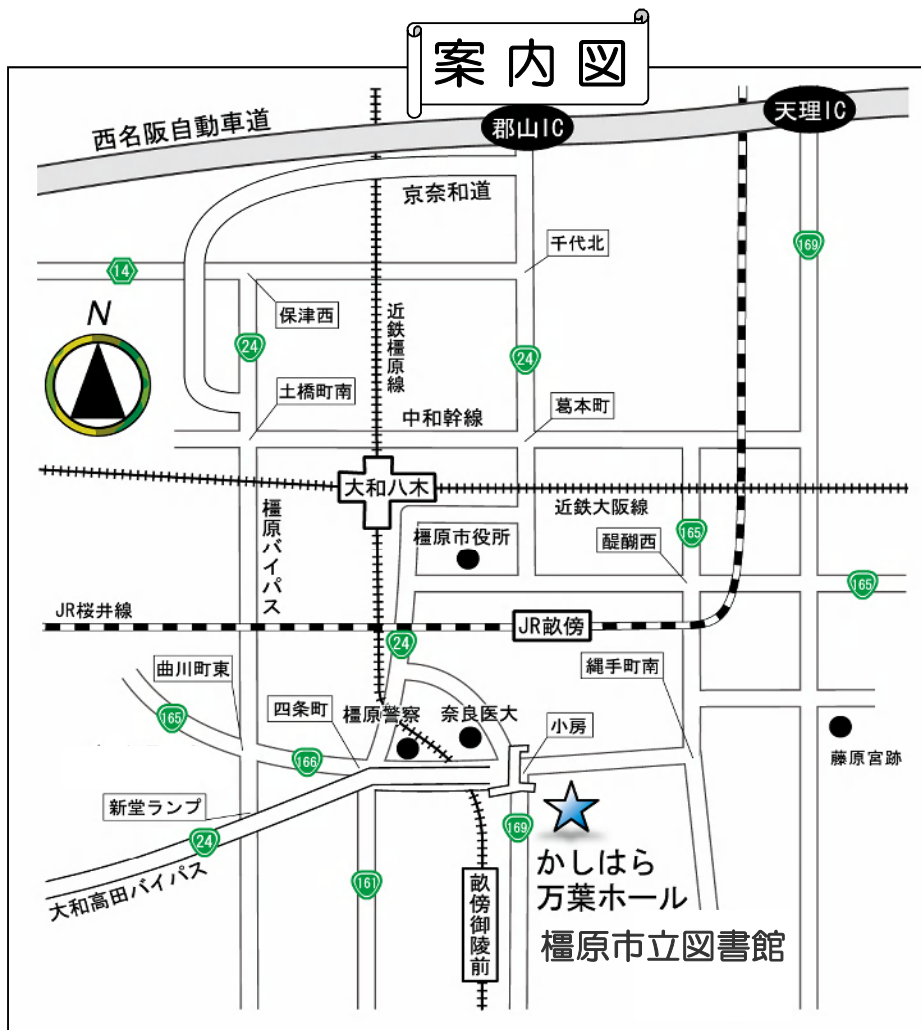 案内図
西名阪自動車道
郡山IC
天理IC
京奈和道
千代北
169
14
N
保津西
近鉄橿原線
24
24
土橋町南
葛本町
中和幹線
大和八木
近鉄大阪線
橿原バイパス
橿原市役所
醍醐西
165
165
JR桜井線
JR畝傍
24
曲川町東
縄手町南
165
四条町
橿原警察
奈良医大
小房
藤原宮跡
166
新堂ランプ
24
169
大和高田バイパス
161
畝傍御陵前
かしはら
万葉ホール
橿原市立図書館